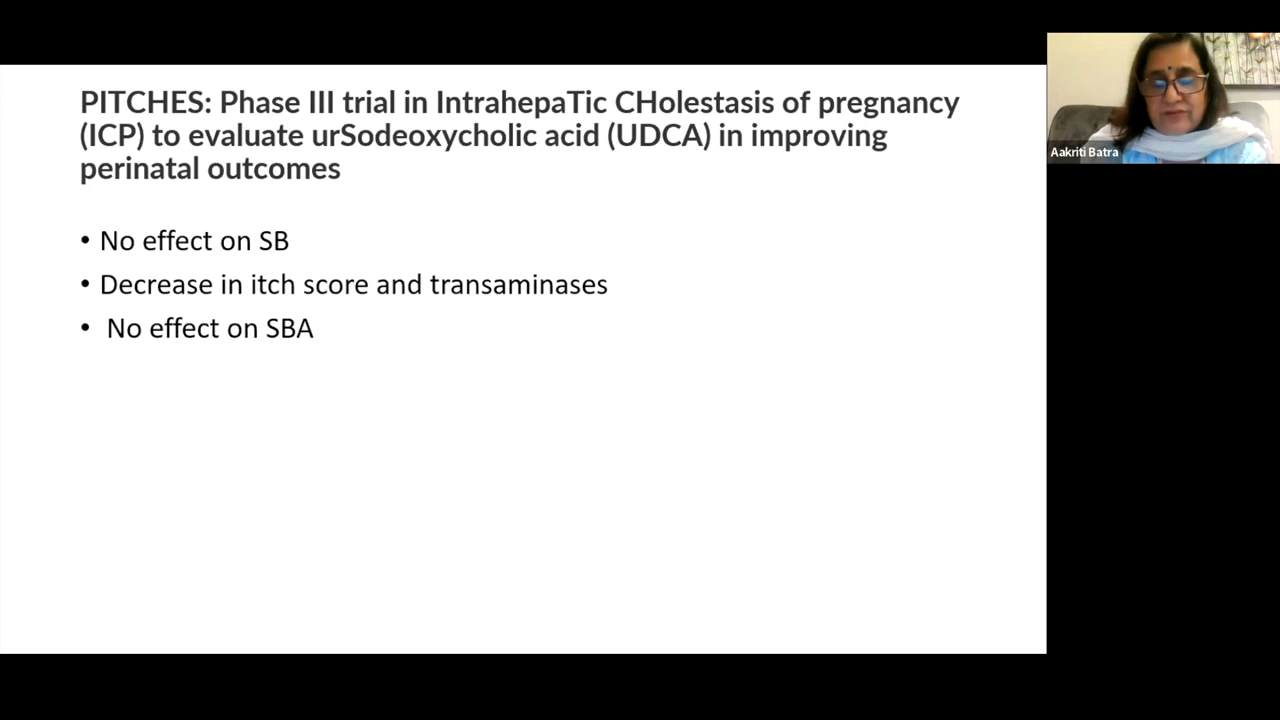 PITCHES: Phase III trial in IntrahepaTic CHolestasis of pregnancy
(ICP) to evaluate urSodeoxycholic acid (UDCA) in improving
perinatal outcomes
• No effect on SB
• Decrease in itch score and transaminases
• No effect on SBA
Aakriti Batra